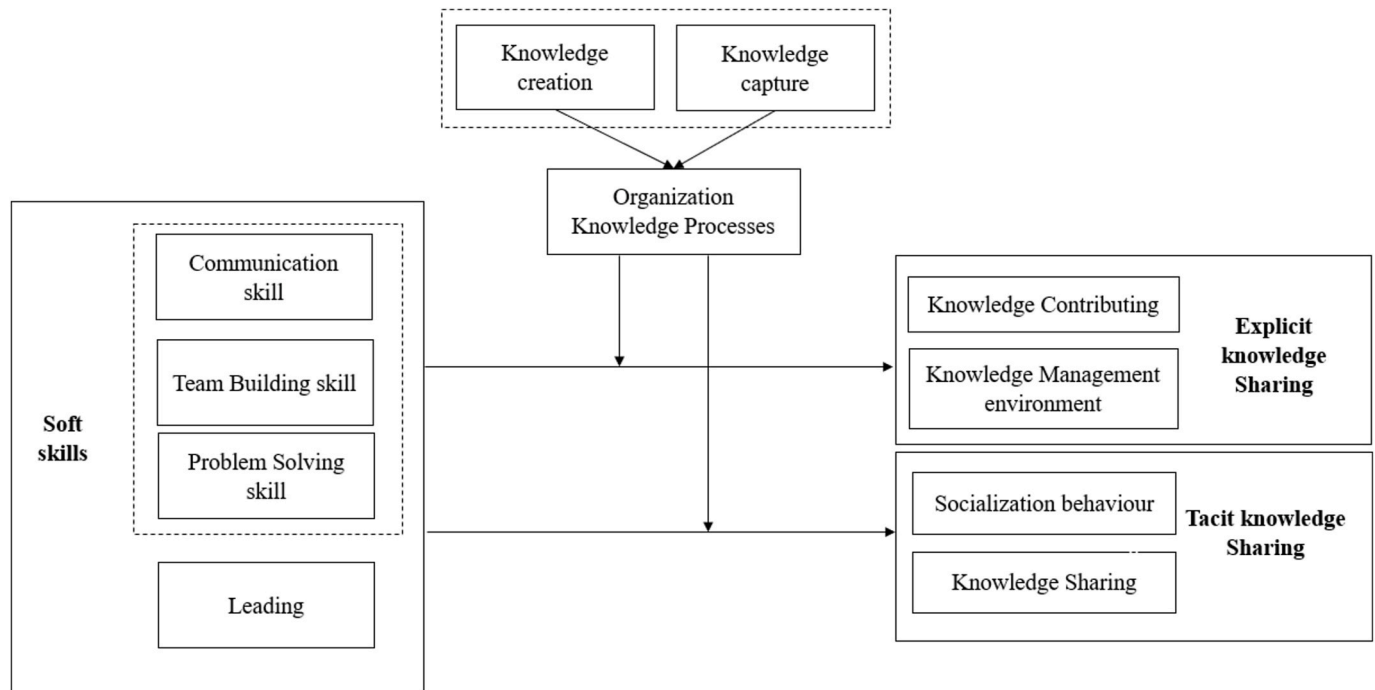 Knowledge
creation
Knowledge
capture
Organization
Knowledge Processes
Soft
skills
Communication
skill
Team Building skill
Problem Solving
skill
Leading
Knowledge Contributing
Knowledge Management
environment
Explicit
knowledge
Sharing
Socialization behaviour
Knowledge Sharing
Tacit knowledge
Sharing